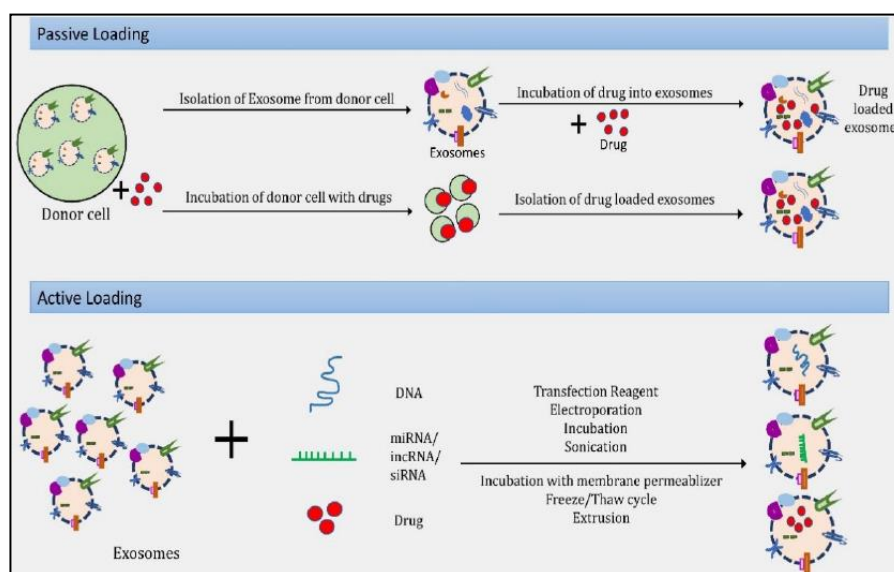 Passive Loading
Isolation of Exosome from donor cell
Incubation of drug into exosomes
Drug
loaded
exosome
Exosomes
Drug
Donor cell
Incubation of donor cell with drugs
Isolation of drug loaded exosomes
Active Loading
DNA
miRNA/
incRNA/
siRNA
Drug
Transfection Reagent
Electroporation
Incubation
Sonication
Incubation with membrane permeablizer
Freeze/Thaw cycle
Extrusion
Exosomes